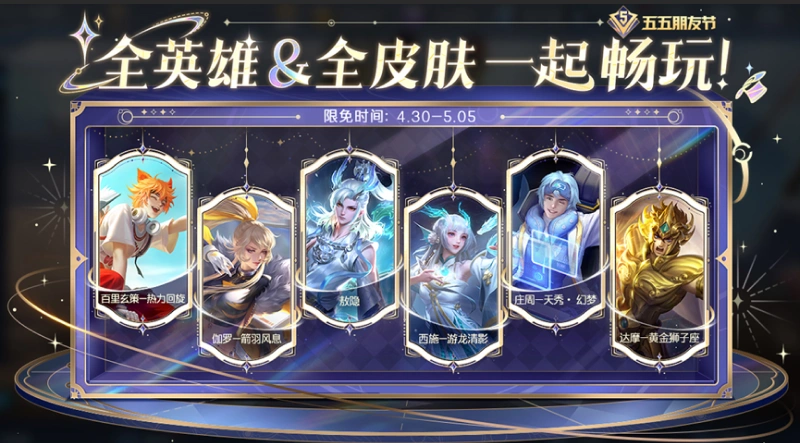 5 五五朋友节
全英雄&全皮肤一起畅玩!
限免时间: 4.30-5.05
百里玄策-热力回旋
伽罗-箭羽风息
敖隐
西施-游龙清影
庄周-天秀·幻梦
达摩-黄金狮子座